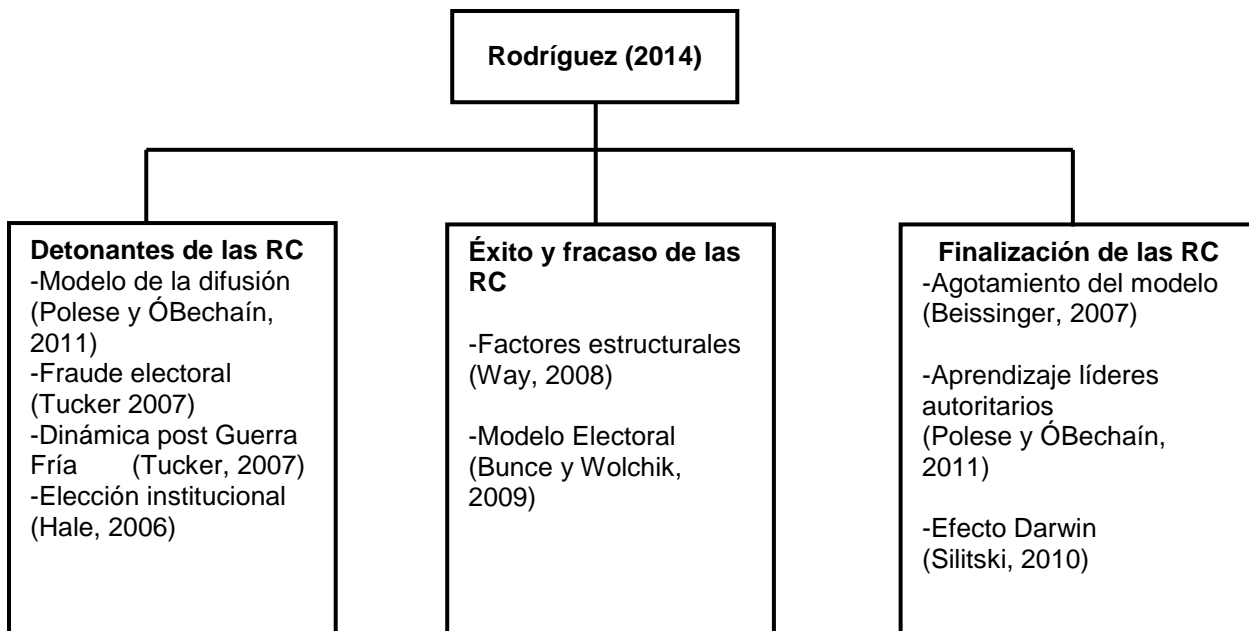 Rodríguez (2014)
Detonantes de las RC
-Modelo de la difusión
(Polese y ÓBechaín,
2011)
-Fraude electoral
(Tucker 2007)
-Dinámica post Guerra
Fría (Tucker, 2007)
-Elección institucional
(Hale, 2006)
Éxito y fracaso de las
RC
-Factores estructurales
(Way, 2008)
-Modelo Electoral
(Bunce y Wolchik,
2009)
Finalización de las RC
-Agotamiento del modelo
(Beissinger, 2007)
-Aprendizaje líderes
autoritarios
(Polese y ÓBechaín,
2011)
-Efecto Darwin
(Silitski, 2010)